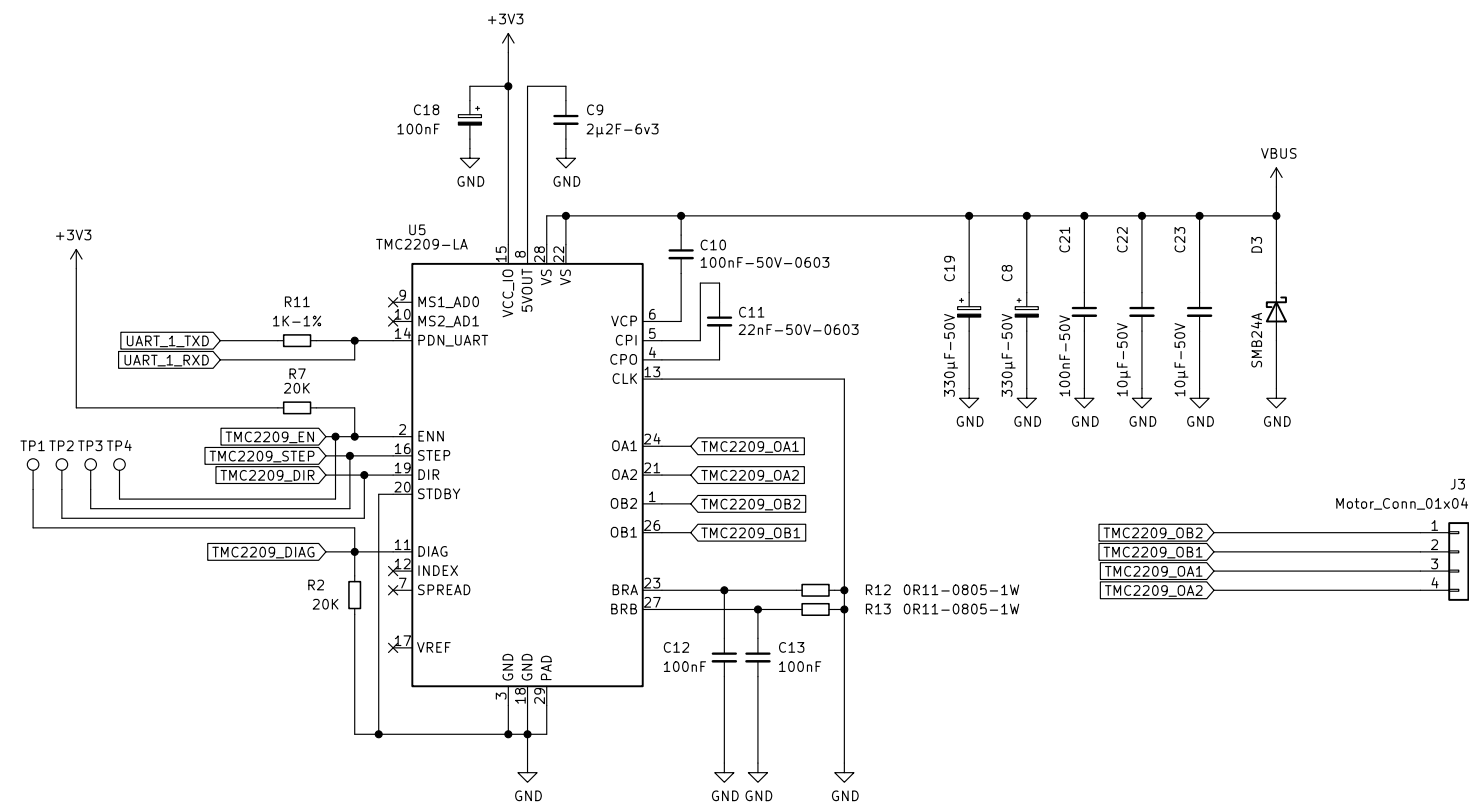 +3V3
C18
100nF
+
C9
2µ2F-6v3
GND
GND
VBUS
+3V3
U5
TMC2209-LA
15
8
28
22
VCC_IO
5VOUT
VS
VS
C10
100nF-50V-0603
C11
22nF-50V-0603
C19
330µF-50V
+
C8
330µF-50V
+
C21
100nF-50V
C22
10µF-50V
C23
10µF-50V
D3
SMB24A
GND
GND
GND
GND
GND
GND
9
MS1_AD0
10
MS2_AD1
14
PDN_UART
R11
1K-1%
UART_1_TXD
UART_1_RXD
R7
20K
VCP
6
CPI
5
CPO
4
CLK
13
TMC2209_EN
2
ENN
TP1
TP2
TP3
TP4
TMC2209_STEP
16
STEP
TMC2209_DIR
19
DIR
20
STDBY
OA1
24
TMC2209_OA1
OA2
21
TMC2209_OA2
OB2
1
TMC2209_OB2
OB1
26
TMC2209_OB1
TMC2209_DIAG
11
DIAG
12
INDEX
7
SPREAD
R2
20K
17
VREF
BRA
23
R12 0R11-0805-1W
BRB
27
R13 0R11-0805-1W
C12
100nF
C13
100nF
GND
GND
PAD
3
18
29
GND
GND
GND
GND
J3
Motor_Conn_01x04
TMC2209_OB2
1
TMC2209_OB1
2
TMC2209_OA1
3
TMC2209_OA2
4